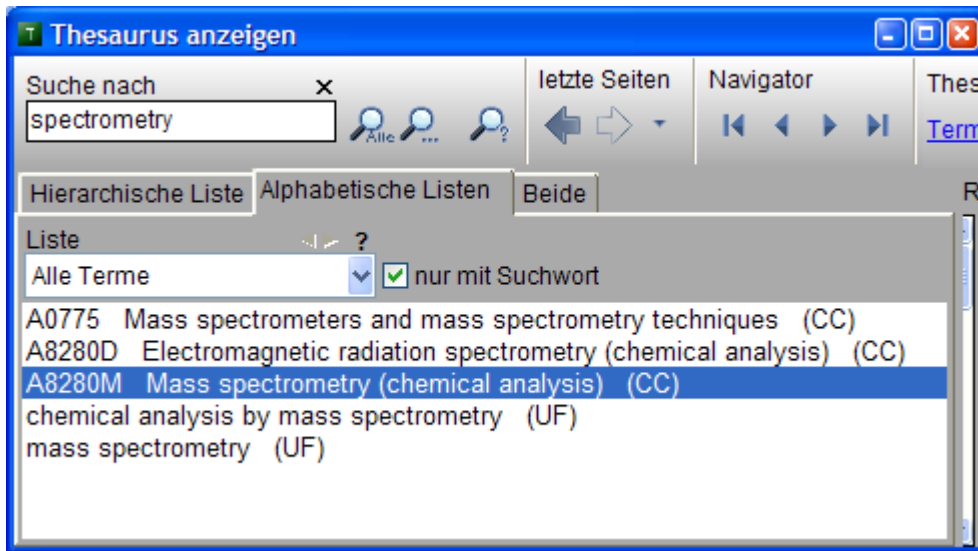 Thesaurus anzeigen
Suche nach
spectrometry
Alle
...
?
letzte Seiten
Navigator
Hierarchische Liste
Alphabetische Listen
Beide
Liste
?
Alle Terme
nur mit Suchwort
A0775 Mass spectrometers and mass spectrometry techniques (CC)
A8280D Electromagnetic radiation spectrometry (chemical analysis) (CC)
A8280M Mass spectrometry (chemical analysis) (CC)
chemical analysis by mass spectrometry (UF)
mass spectrometry (UF)